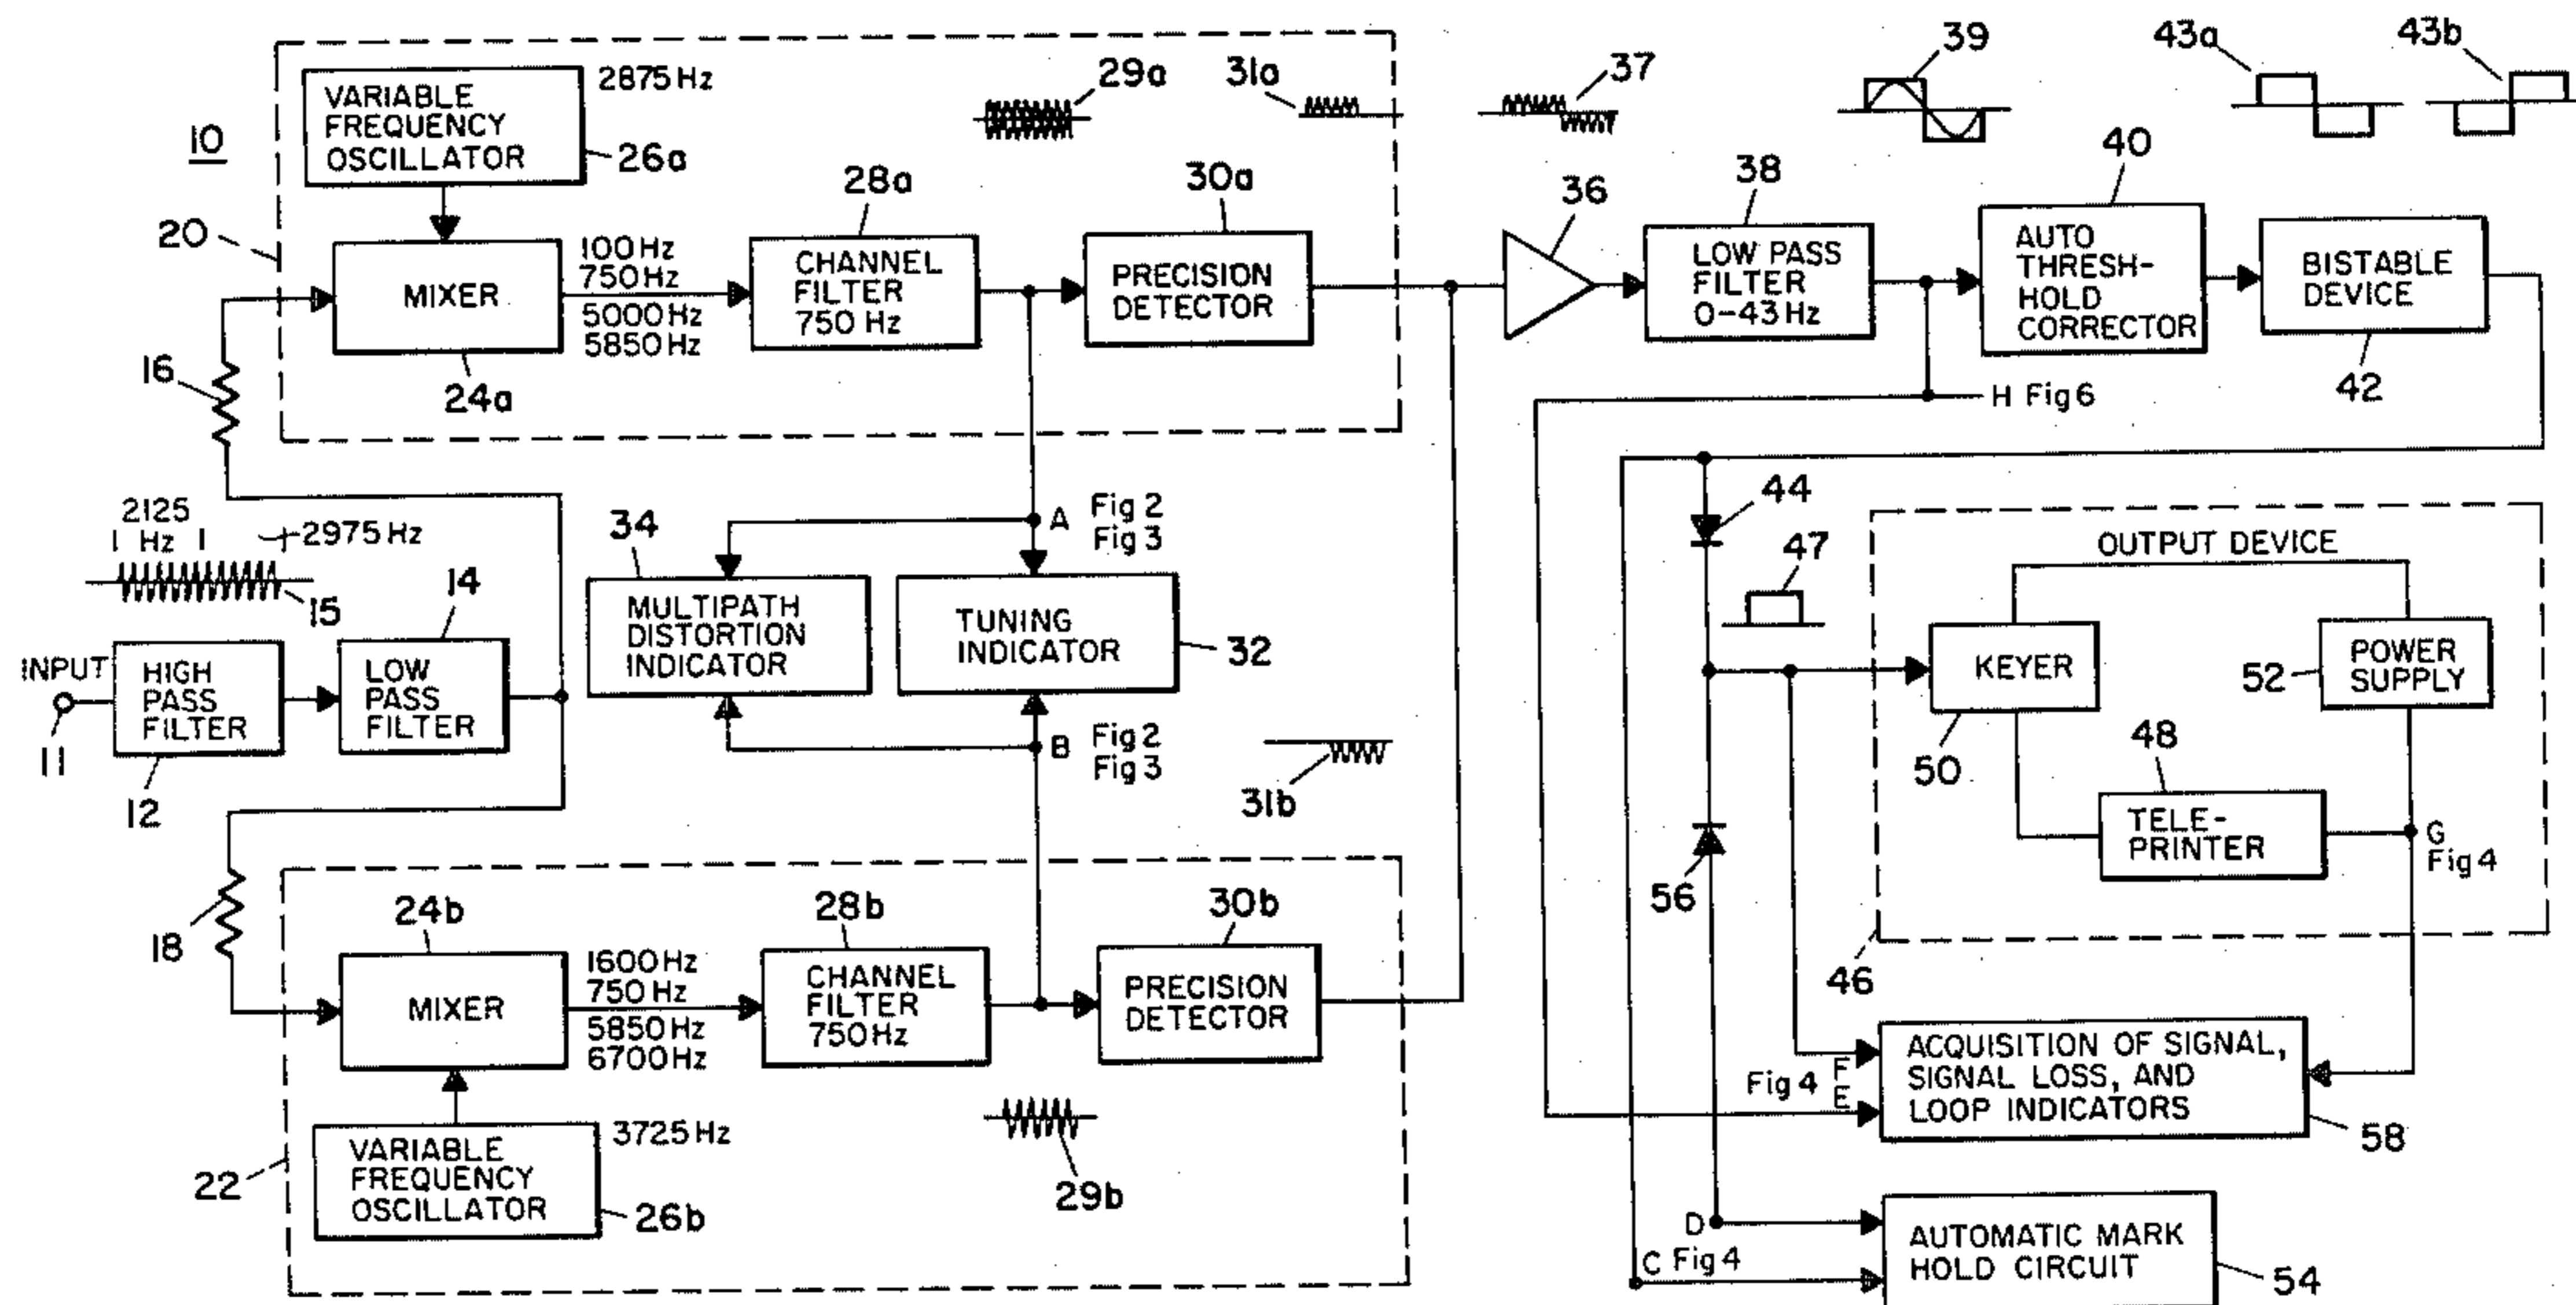 10
VARIABLE
FREQUENCY
OSCILLATOR
2875 Hz
26a
20
MIXER
24a
100 Hz
750 Hz
5000 Hz
5850 Hz
28a
CHANNEL
FILTER
750 Hz
29a
30a
PRECISION
DETECTOR
31a
37
36
38
LOW PASS
FILTER
0-43 Hz
39
40
AUTO
THRESH-
HOLD
CORRECTOR
43a
43b
BISTABLE
DEVICE
42
H Fig 6
16
2125
Hz
2975 Hz
15
INPUT
11
HIGH
PASS
FILTER
12
14
LOW
PASS
FILTER
34
MULTIPATH
DISTORTION
INDICATOR
A
Fig 2
Fig 3
TUNING
INDICATOR
32
B
Fig 2
Fig 3
31b
44
47
OUTPUT DEVICE
KEYER
50
POWER
SUPPLY
52
48
TELE-
PRINTER
G
Fig 4
56
46
18
24b
MIXER
1600 Hz
750 Hz
5850 Hz
6700 Hz
28b
CHANNEL
FILTER
750 Hz
30b
PRECISION
DETECTOR
29b
22
VARIABLE
FREQUENCY
OSCILLATOR
3725 Hz
26b
Fig 4
F
E
ACQUISITION OF SIGNAL,
SIGNAL LOSS, AND
LOOP INDICATORS
58
D
C Fig 4
AUTOMATIC MARK
HOLD CIRCUIT
54